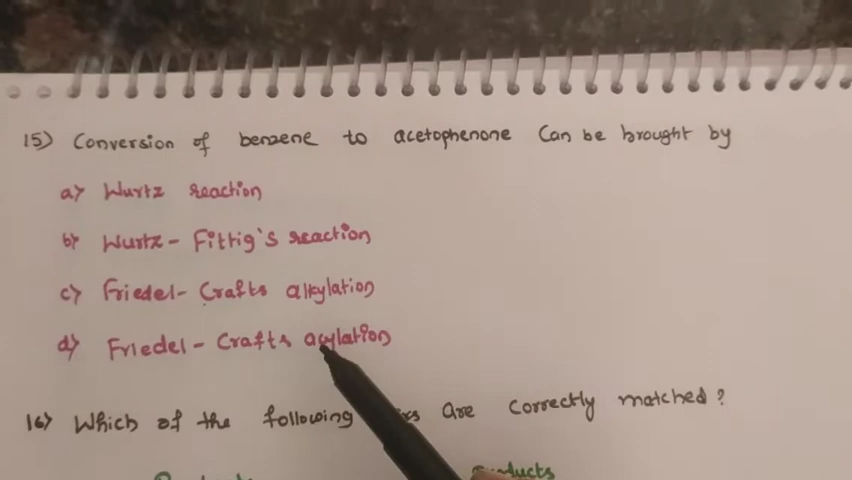 15) Conversion of benzene to acetophenone Can be brought by
a) Wurtz reaction
b) Wurtz - Fittig's reaction
c) Friedel - Crafts alkylation
d) Friedel - Crafts acylation
16) Which of the following are correctly matched?